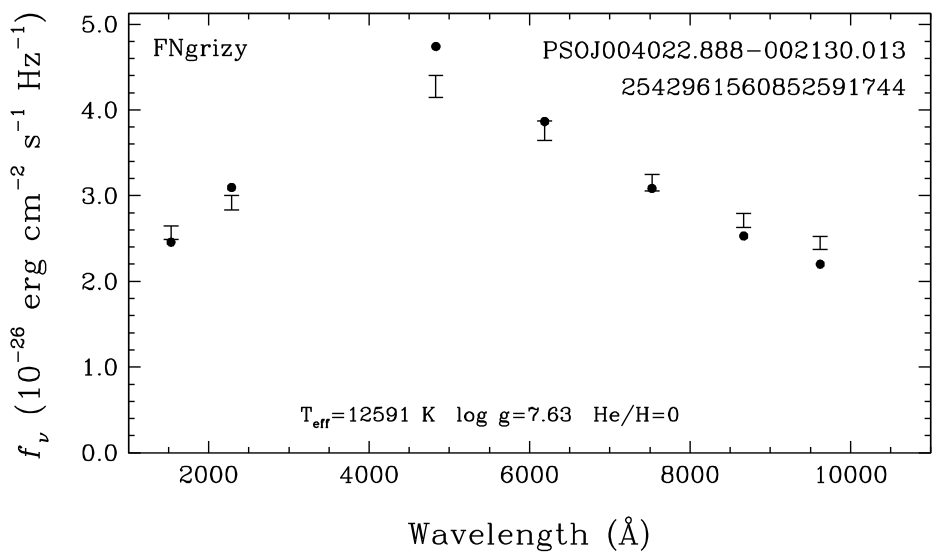 FNgrizy
PSOJ004022.888−002130.013
2542961560852591744
5.0
4.0
3.0
2.0
1.0
0.0
f_ν (10^−26 erg cm^−2 s^−1 Hz^−1)
T_eff=12591 K log g=7.63 He/H=0
2000 4000 6000 8000 10000
Wavelength (Å)